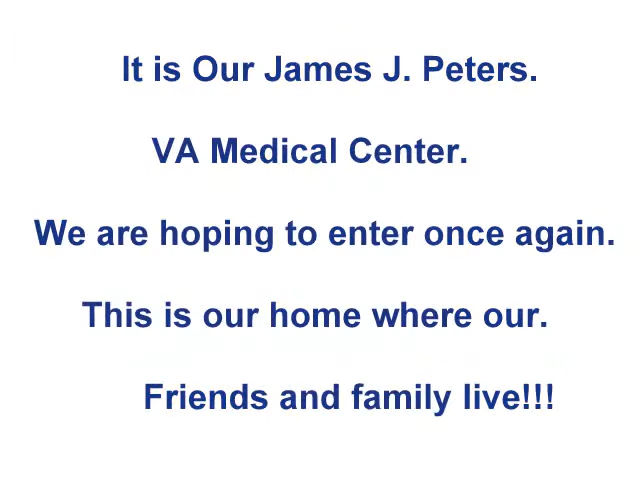 It is Our James J. Peters.
VA Medical Center.
We are hoping to enter once again.
This is our home where our.
Friends and family live!!!